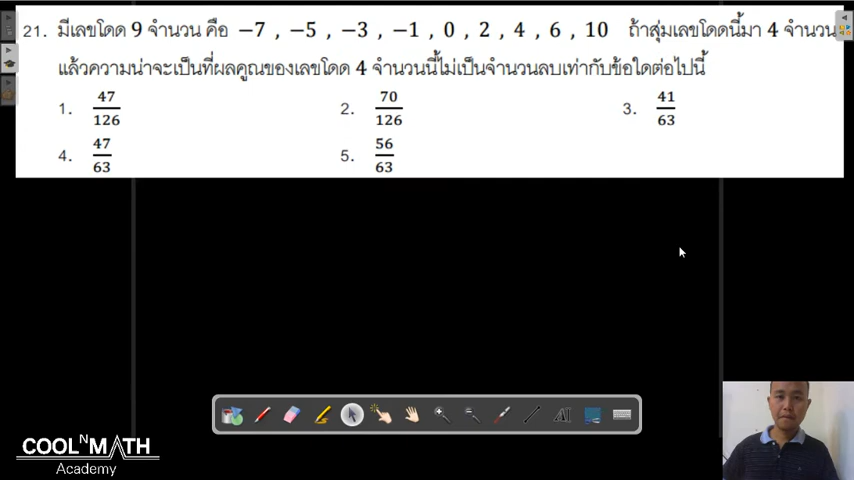 21. มีเลขโดด 9 จำนวน คือ −7 , −5 , −3 , −1 , 0 , 2 , 4 , 6 , 10 ถ้าสุ่มเลขโดดนี้มา 4 จำนวน
แล้วความน่าจะเป็นที่ผลคูณของเลขโดด 4 จำนวนนี้ไม่เป็นจำนวนลบเท่ากับข้อใดต่อไปนี้
1. 47/126 2. 70/126 3. 41/63
4. 47/63 5. 56/63
COOL N MATH
Academy